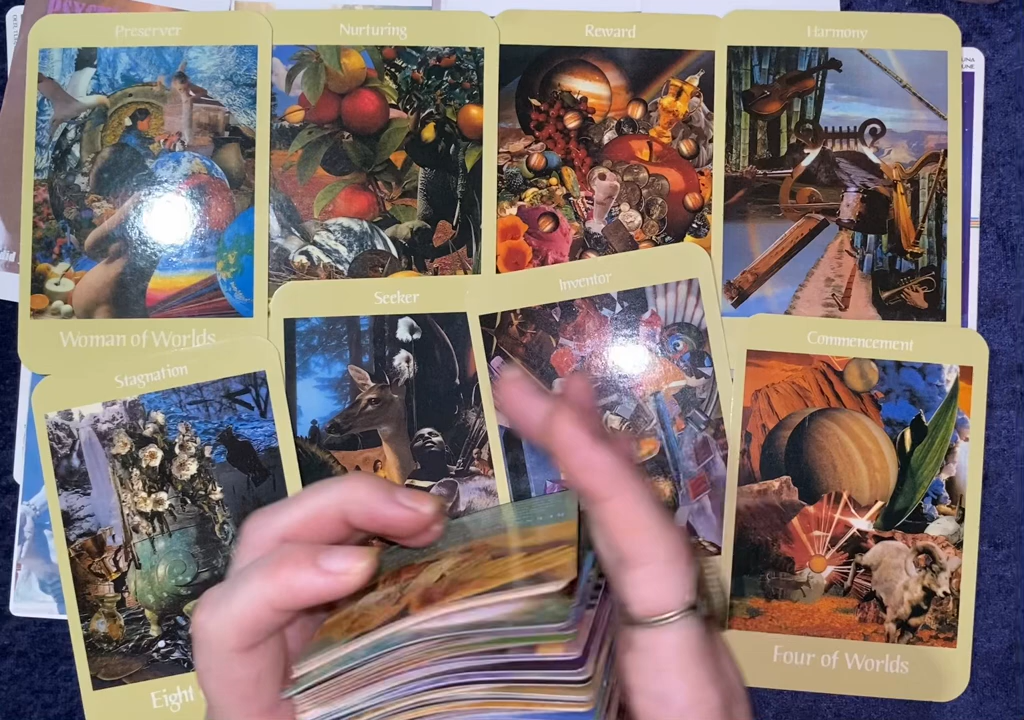 Preserver
Nurturing
Reward
Harmony
Woman of Worlds
Seeker
Inventor
Commencement
Stagnation
Four of Worlds
Eight